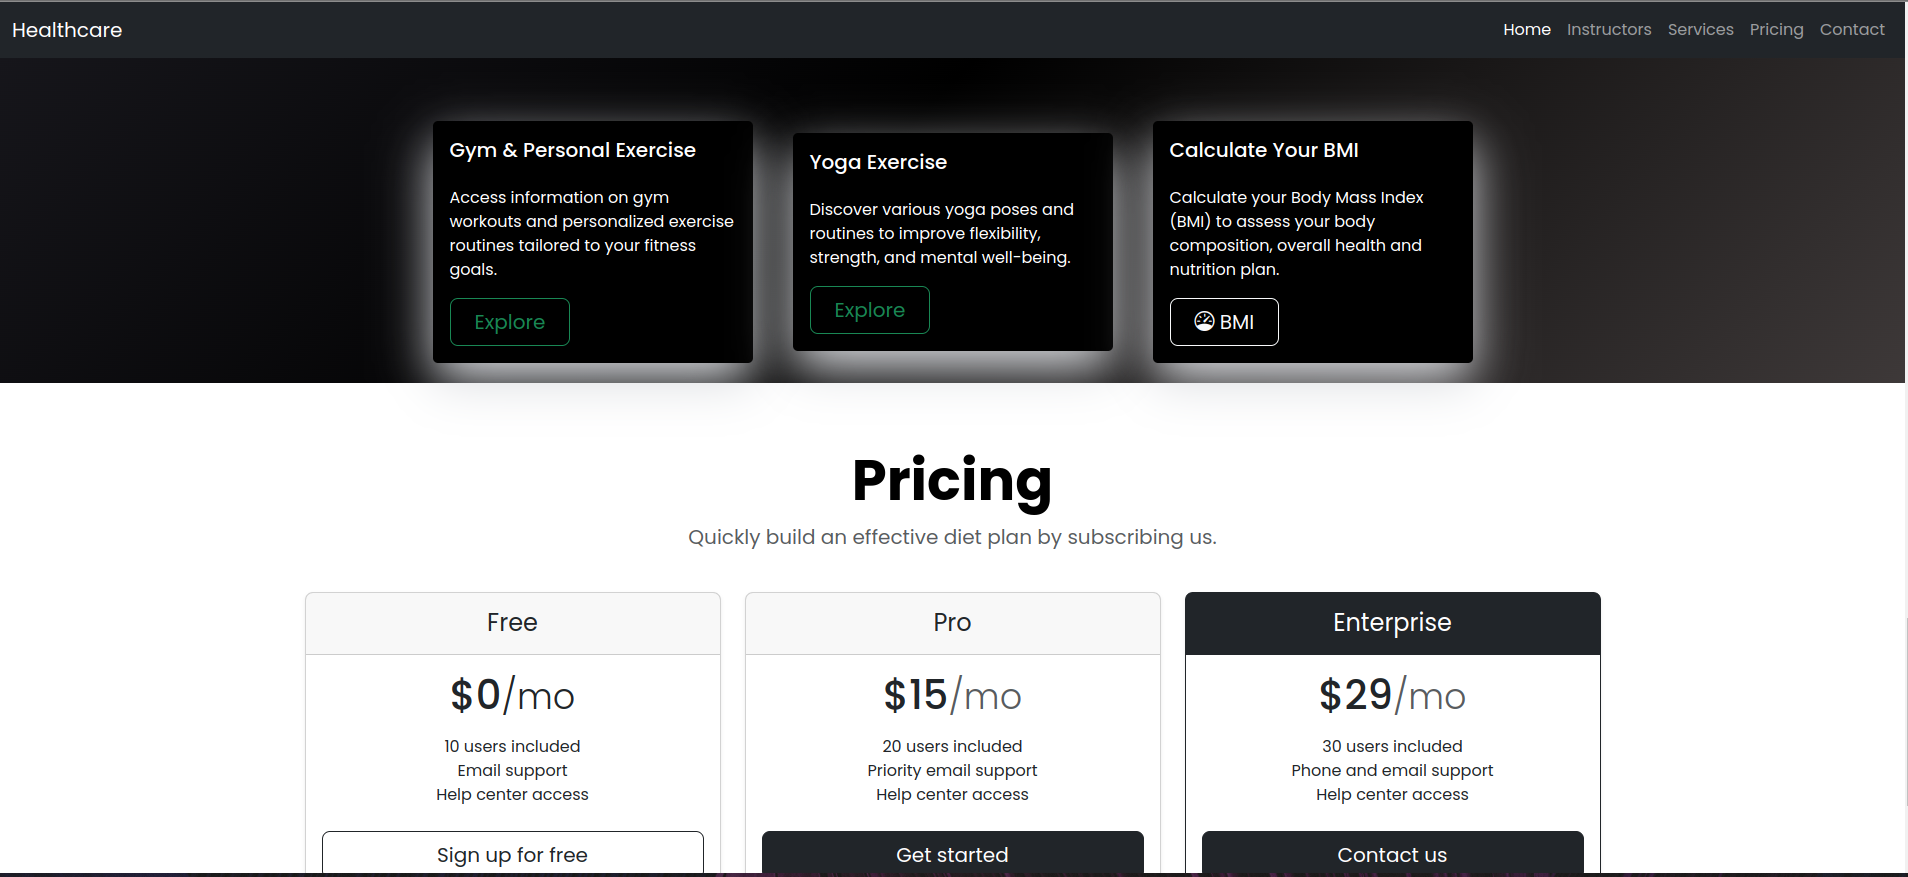 Healthcare
Home Instructors Services Pricing Contact
Gym & Personal Exercise
Access information on gym
workouts and personalized exercise
routines tailored to your fitness
goals.
Explore
Yoga Exercise
Discover various yoga poses and
routines to improve flexibility,
strength, and mental well-being.
Explore
Calculate Your BMI
Calculate your Body Mass Index
(BMI) to assess your body
composition, overall health and
nutrition plan.
BMI
Pricing
Quickly build an effective diet plan by subscribing us.
Free
$0/mo
10 users included
Email support
Help center access
Sign up for free
Pro
$15/mo
20 users included
Priority email support
Help center access
Get started
Enterprise
$29/mo
30 users included
Phone and email support
Help center access
Contact us